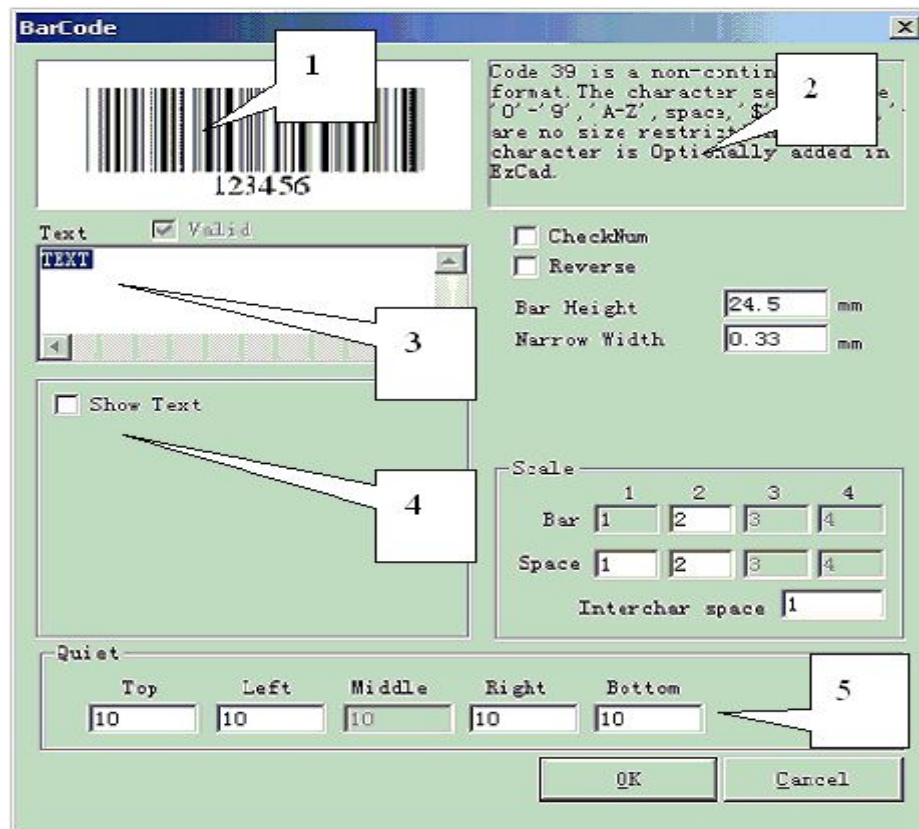 BarCode
1
123456
Code 39 is a non-contin
format.The character se
'0'-'9', 'A-Z', space,'$'
are no size restrict
character is Optionally added in
EzCad.
2
Text Valid
TEXT
3
CheckNum
Reverse
Bar Height 24.5 mm
Narrow Width 0.33 mm
Show Text
4
Scale
1 2 3 4
Bar 1 2 3 4
Space 1 2 3 4
Interchar space 1
Quiet
Top Left Middle Right Bottom
10 10 10 10 10
5
OK Cancel